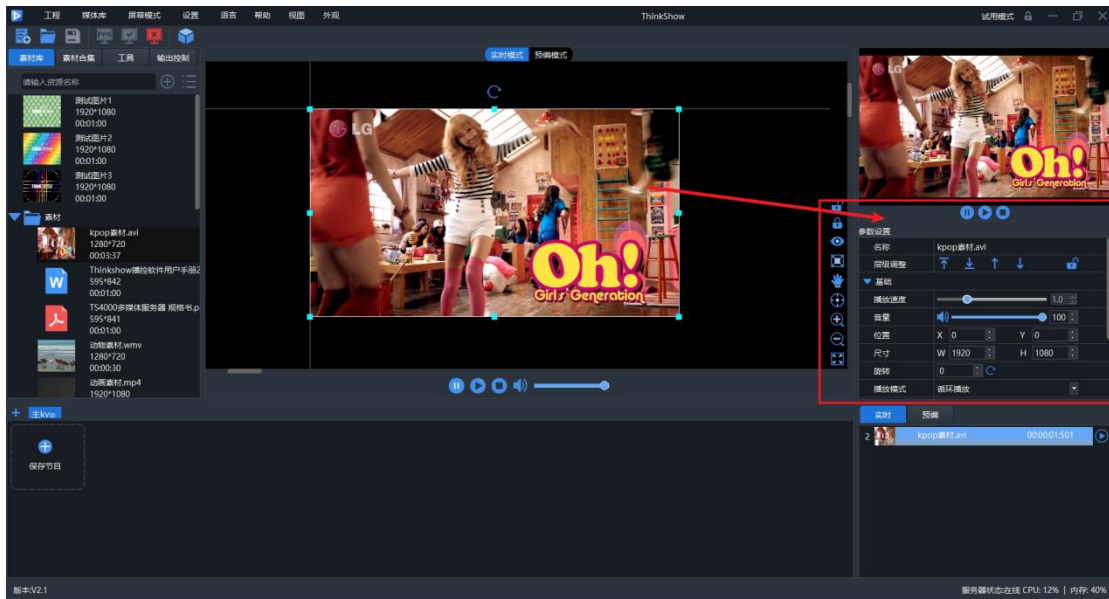 工程 媒体库 屏幕模式 设置 语言 帮助 视图 外观 ThinkShow 试用模式
素材库 素材合集 工具 输出控制
实时模式 预编模式
请输入资源名称
测试图片1
1920*1080
00:01:00
测试图片2
1920*1080
00:01:00
测试图片3
1920*1080
00:01:00
素材
kpop素材.avi
1280*720
00:03:37
Thinkshow播控软件用户手册2
595*842
00:01:00
TS4000多媒体服务器 规格书.p
595*841
00:01:00
动物素材.wmv
1280*720
00:00:30
动画素材.mp4
1920*1080
LG
Oh!
Girls' Generation
LG
Oh!
Girls' Generation
参数设置
名称 kpop素材.avi
层级调整
基础
播放速度 1.0
音量 100
位置 X 0 Y 0
尺寸 W 1920 H 1080
旋转 0
播放模式 循环播放
保存节目
实时 预编
2 kpop素材.avi 00:00:01:501
版本:V2.1
服务器状态:在线 CPU: 12% | 内存: 40%